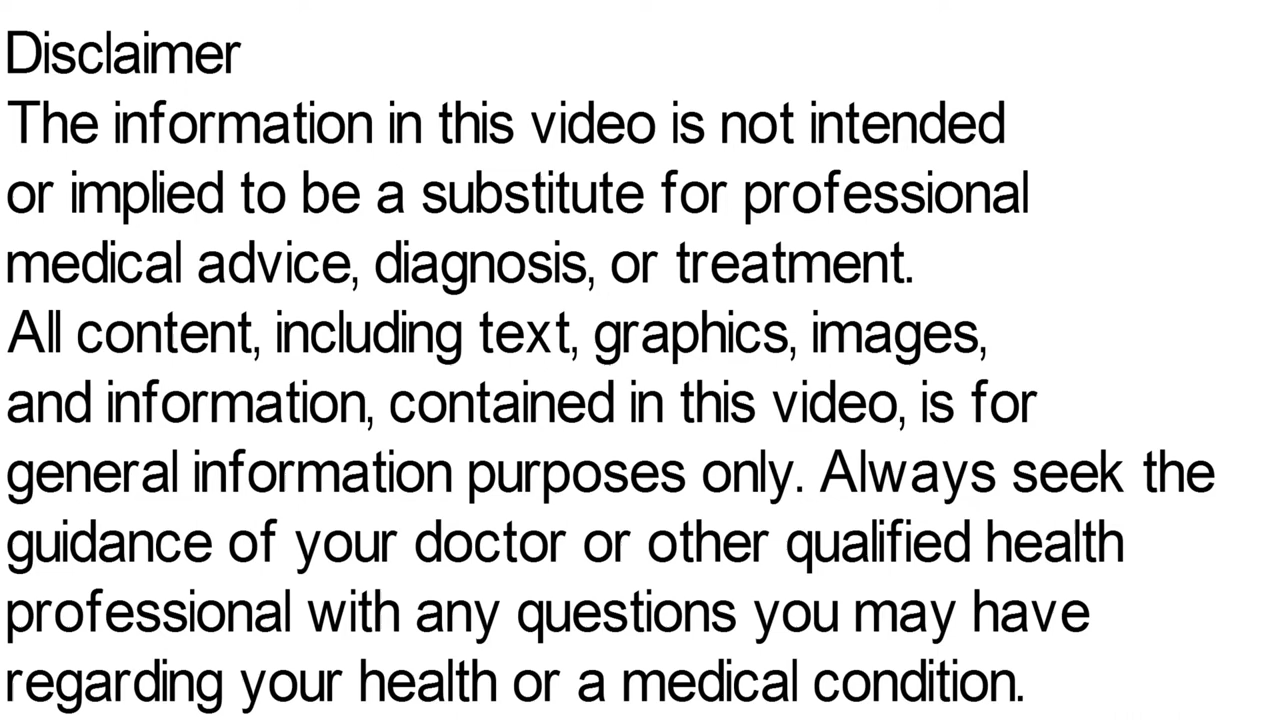 Disclaimer
The information in this video is not intended
or implied to be a substitute for professional
medical advice, diagnosis, or treatment.
All content, including text, graphics, images,
and information, contained in this video, is for
general information purposes only. Always seek the
guidance of your doctor or other qualified health
professional with any questions you may have
regarding your health or a medical condition.